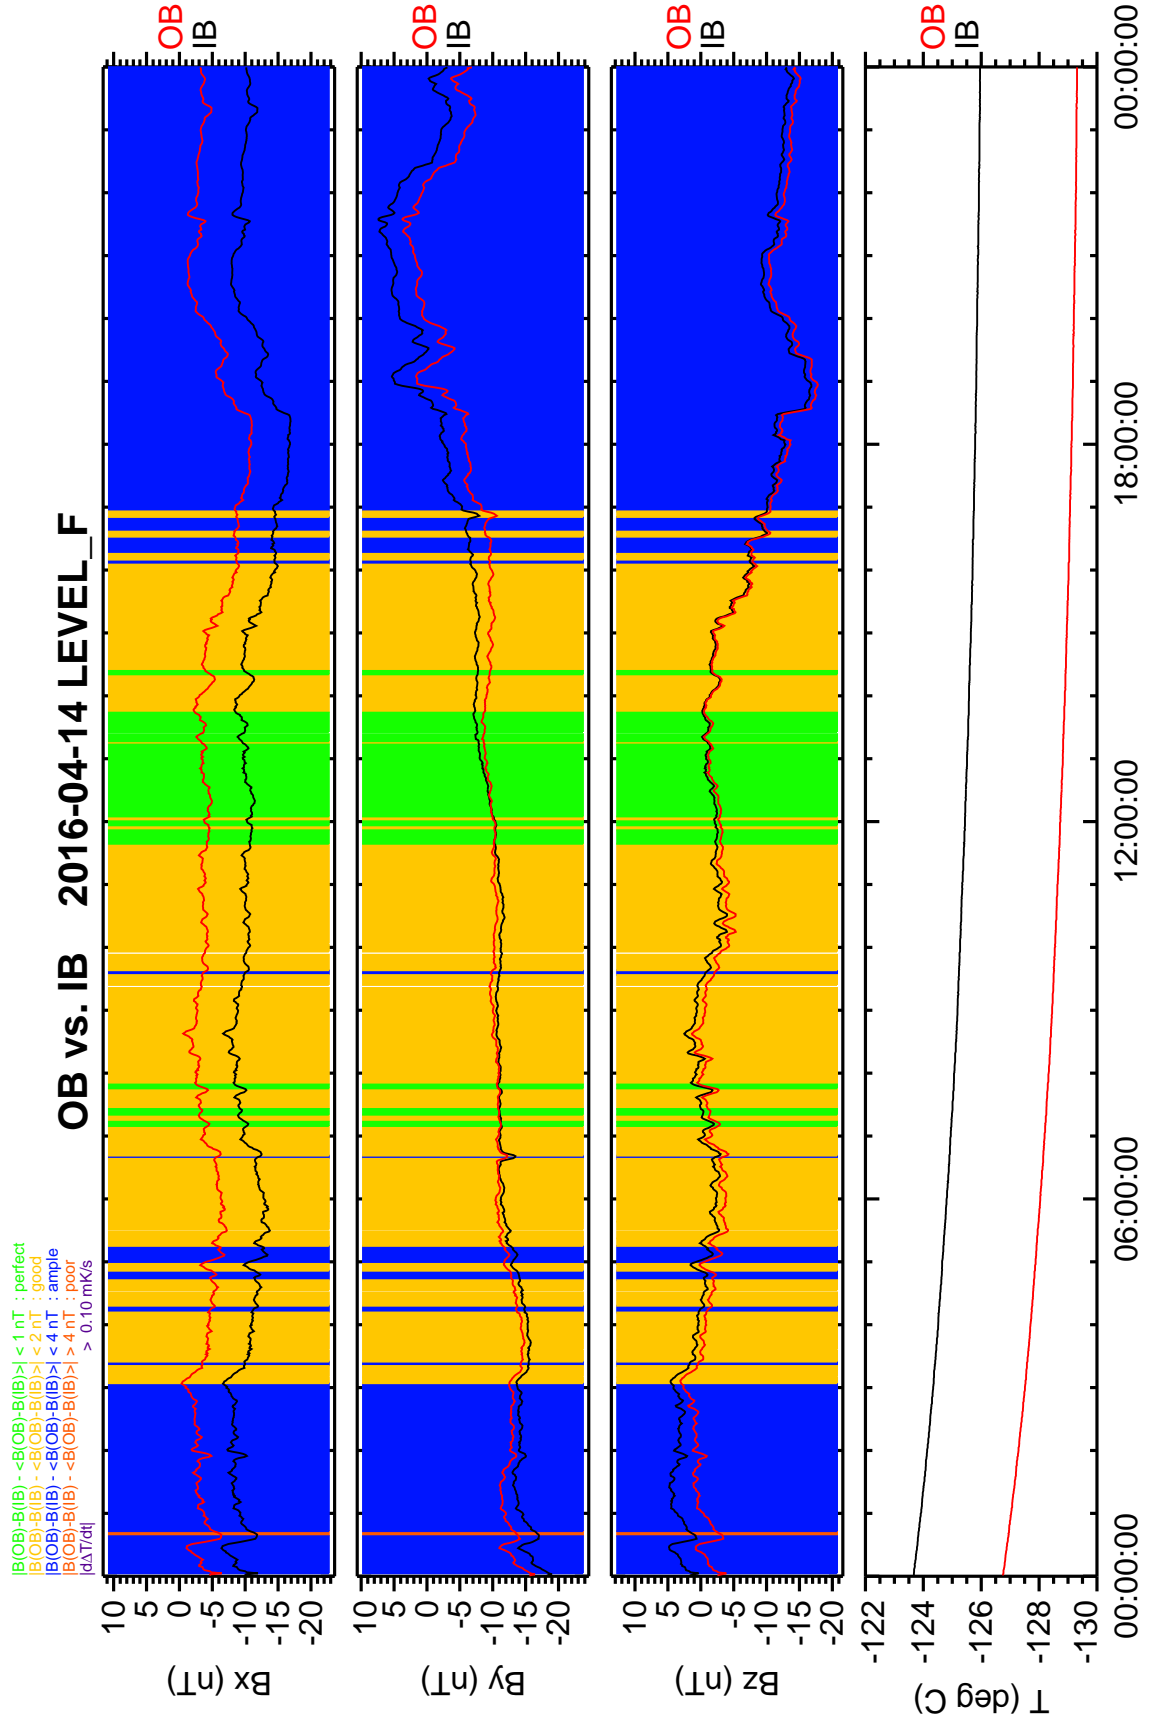 |B(OB)-B(IB) - <B(OB)-B(IB)>| < 1 nT : perfect
|B(OB)-B(IB) - <B(OB)-B(IB)>| < 2 nT : good
|B(OB)-B(IB) - <B(OB)-B(IB)>| < 4 nT : ample
|B(OB)-B(IB) - <B(OB)-B(IB)>| > 4 nT : poor
|dΔT/dt| > 0.10 mK/s
OB vs. IB 2016-04-14 LEVEL_F
Bx (nT)
10
5
0
-5
-10
-15
-20
OB
IB
By (nT)
10
5
0
-5
-10
-15
-20
OB
IB
Bz (nT)
10
5
0
-5
-10
-15
-20
OB
IB
T (deg C)
-122
-124
-126
-128
-130
OB
IB
00:00:00
06:00:00
12:00:00
18:00:00
00:00:00